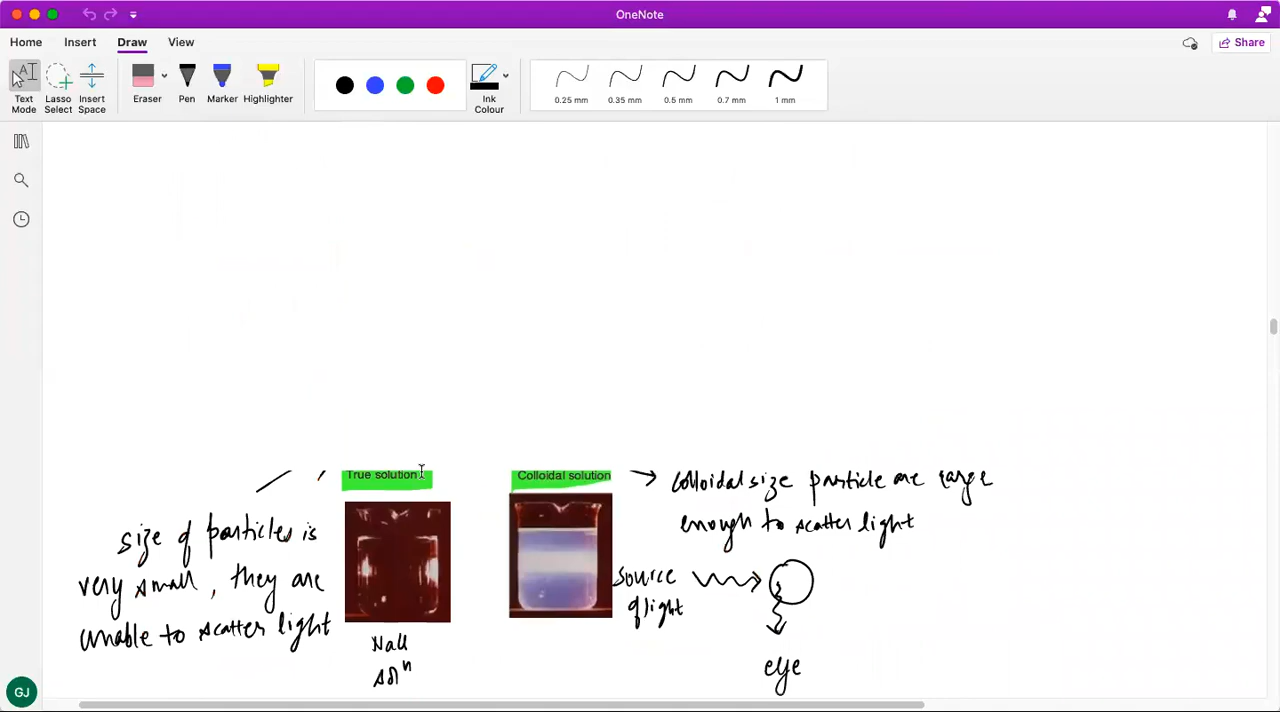 OneNote
Home Insert Draw View
Share
Text Mode
Lasso Select
Insert Space
Eraser
Pen
Marker
Highlighter
Ink Colour
0.25 mm
0.35 mm
0.5 mm
0.7 mm
1 mm
True solution
Colloidal solution
colloidal size particle are large
enough to scatter light
size of particles is
very small, they are
unable to scatter light
source
of light
NaCl
solⁿ
eye
GJ